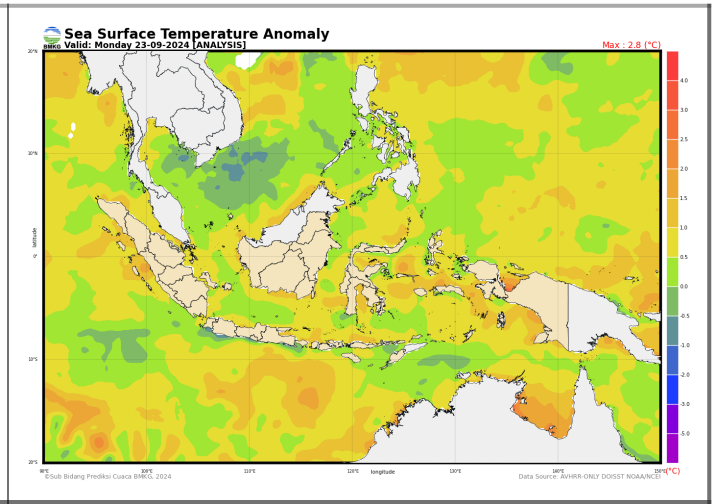 Sea Surface Temperature Anomaly
BMKG Valid: Monday 23-09-2024 [ANALYSIS] Max : 2.8 (°C)
20°N
10°N
0°
10°S
20°S
latitude
90°E 100°E 110°E 120°E 130°E 140°E 150°E
longitude
4.0
3.0
2.5
2.0
1.5
1.0
0.5
0.0
-0.5
-1.0
-2.0
-3.0
-5.0
(°C)
©Sub Bidang Prediksi Cuaca BMKG, 2024 Data Source: AVHRR-ONLY DOISST NOAA/NCEI